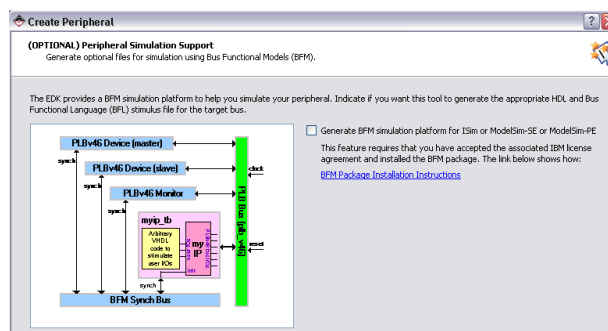 Create Peripheral
(OPTIONAL) Peripheral Simulation Support
Generate optional files for simulation using Bus Functional Models (BFM).
The EDK provides a BFM simulation platform to help you simulate your peripheral. Indicate if you want this tool to generate the appropriate HDL and Bus
Functional Language (BFL) stimulus file for the target bus.
Generate BFM simulation platform for ISim or ModelSim-SE or ModelSim-PE
This feature requires that you have accepted the associated IBM license
agreement and installed the BFM package. The link below shows how:
BFM Package Installation Instructions
PLBv46 Device (master)
synch
PLBv46 Device (slave)
synch
PLBv46 Monitor
synch
clock
PLB Bus (plb_v46)
reset
myip_tb
Arbitrary
VHDL
code to
stimulate
user I/Os
my
IP
intr
synch
BFM Synch Bus